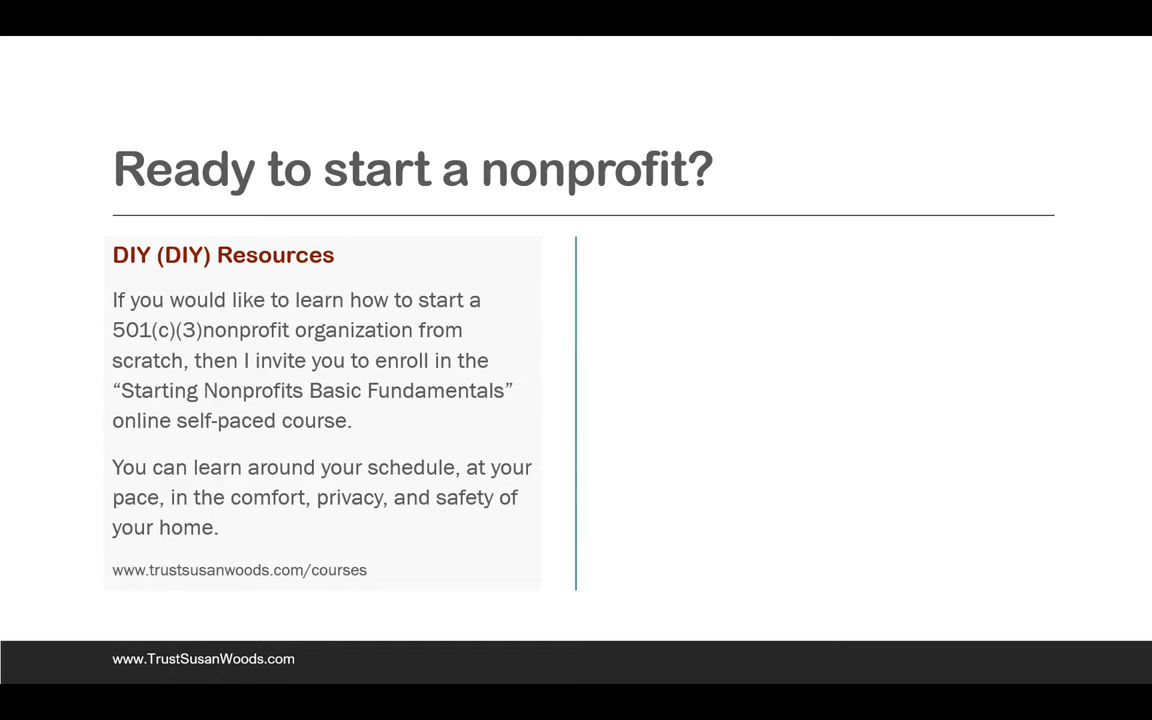 Ready to start a nonprofit?
DIY (DIY) Resources
If you would like to learn how to start a
501(c)(3)nonprofit organization from
scratch, then I invite you to enroll in the
“Starting Nonprofits Basic Fundamentals”
online self-paced course.
You can learn around your schedule, at your
pace, in the comfort, privacy, and safety of
your home.
www.trustsusanwoods.com/courses
www.TrustSusanWoods.com